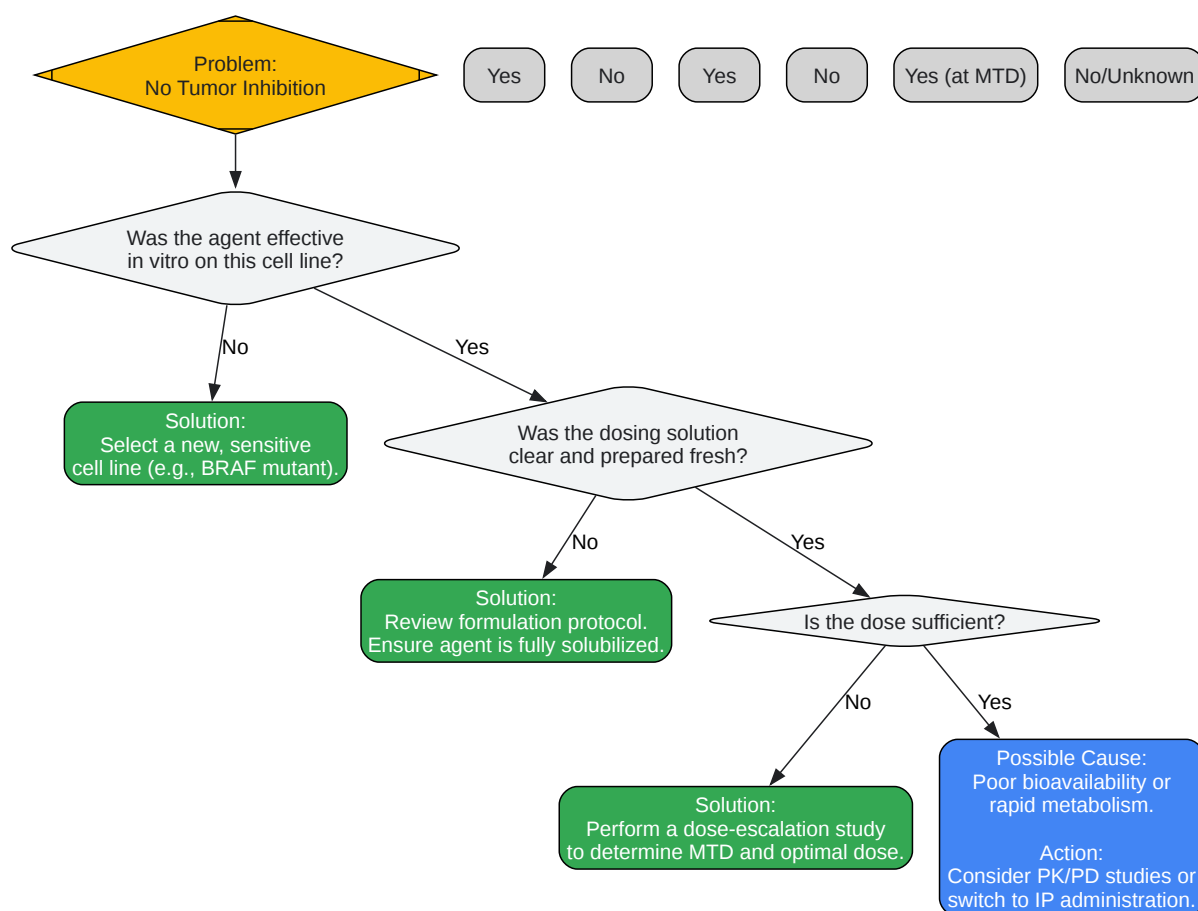 Problem:
No Tumor Inhibition
Yes
No
Yes
No
Yes (at MTD)
No/Unknown
Was the agent effective
in vitro on this cell line?
No
Yes
Solution:
Select a new, sensitive
cell line (e.g., BRAF mutant).
Was the dosing solution
clear and prepared fresh?
No
Yes
Solution:
Review formulation protocol.
Ensure agent is fully solubilized.
Is the dose sufficient?
No
Yes
Solution:
Perform a dose-escalation study
to determine MTD and optimal dose.
Possible Cause:
Poor bioavailability or
rapid metabolism.
Action:
Consider PK/PD studies or
switch to IP administration.